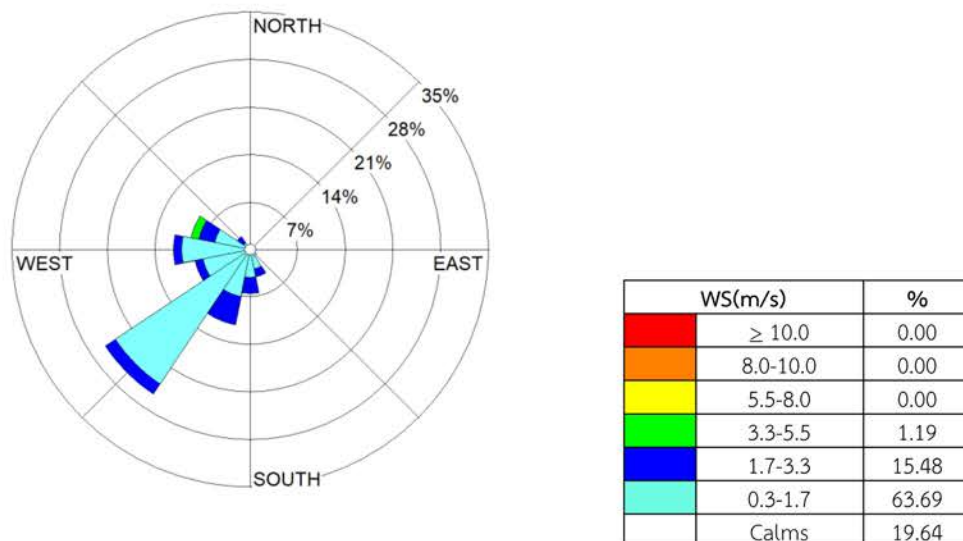 NORTH
35%
28%
21%
14%
7%
WEST
EAST
SOUTH
WS(m/s) %
≥ 10.0 0.00
8.0-10.0 0.00
5.5-8.0 0.00
3.3-5.5 1.19
1.7-3.3 15.48
0.3-1.7 63.69
Calms 19.64